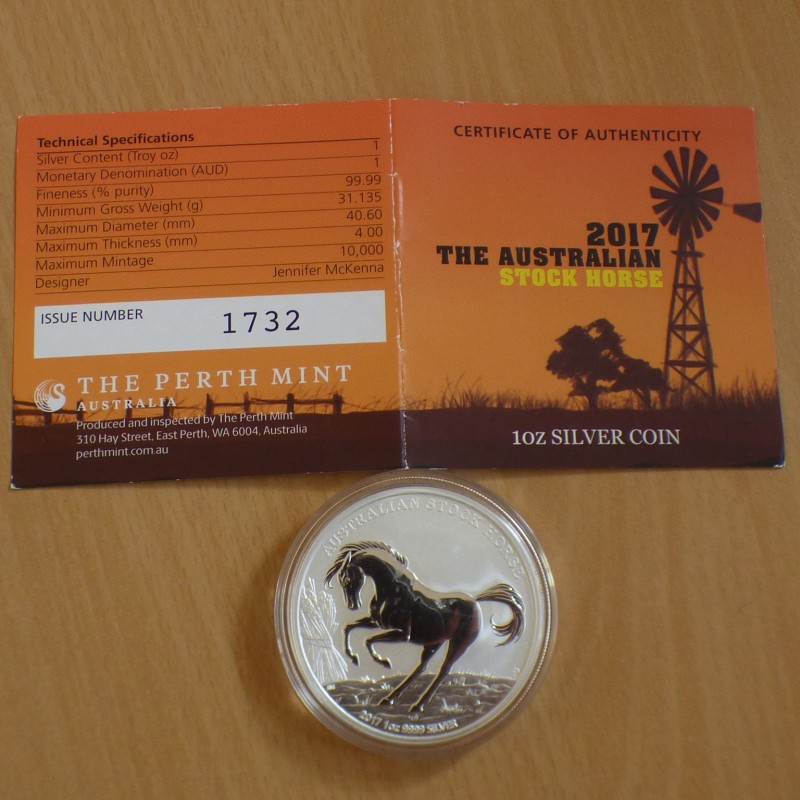 Technical Specifications
Silver Content (Troy oz) 1
Monetary Denomination (AUD) 1
Fineness (% purity) 99.99
Minimum Gross Weight (g) 31.135
Maximum Diameter (mm) 40.60
Maximum Thickness (mm) 4.00
Maximum Mintage 10,000
Designer Jennifer McKenna
ISSUE NUMBER 1732
THE PERTH MINT
AUSTRALIA
Produced and inspected by The Perth Mint
310 Hay Street, East Perth, WA 6004, Australia
perthmint.com.au
CERTIFICATE OF AUTHENTICITY
2017
THE AUSTRALIAN
STOCK HORSE
1oz SILVER COIN
AUSTRALIAN STOCK HORSE
2017 1oz 9999 SILVER